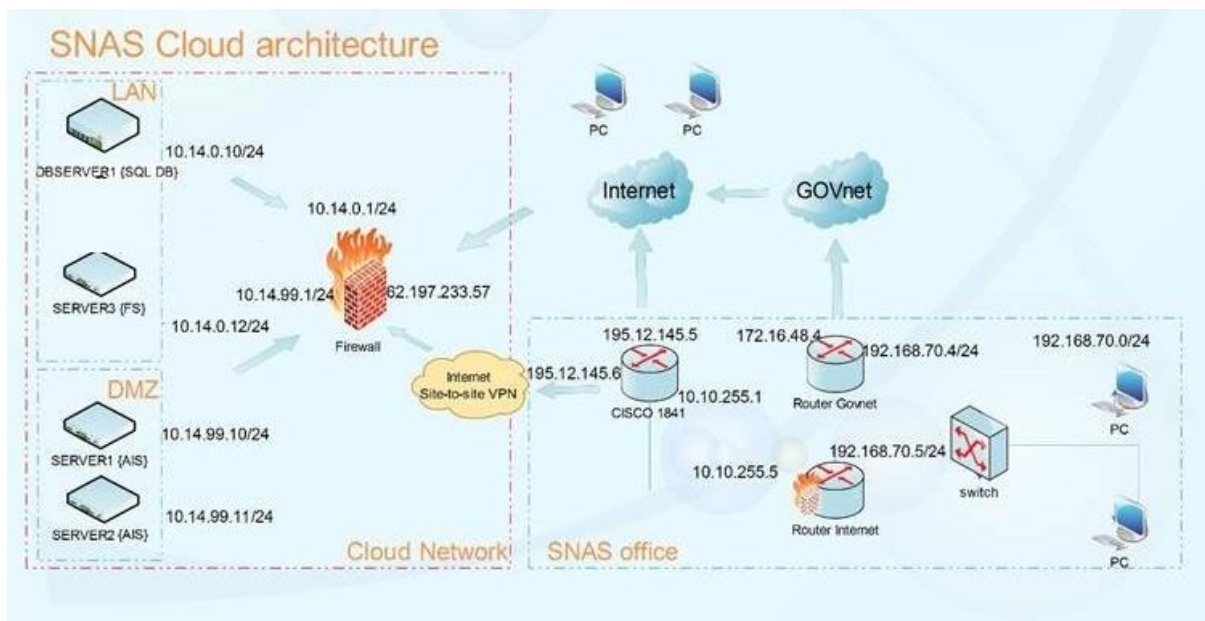 SNAS Cloud architecture
LAN
10.14.0.10/24
DBSERVER1 {SQL DB}
10.14.0.1/24
SERVER3 {FS}
10.14.99.1/24
62.197.233.57
10.14.0.12/24
Firewall
DMZ
10.14.99.10/24
SERVER1 {AIS}
10.14.99.11/24
SERVER2 {AIS}
Cloud Network
PC
PC
Internet
GOVnet
Internet
Site-to-site VPN
195.12.145.5
195.12.145.6
10.10.255.1
CISCO 1841
172.16.48.4
192.168.70.4/24
Router Govnet
192.168.70.0/24
PC
192.168.70.5/24
10.10.255.5
Router Internet
switch
PC
SNAS office